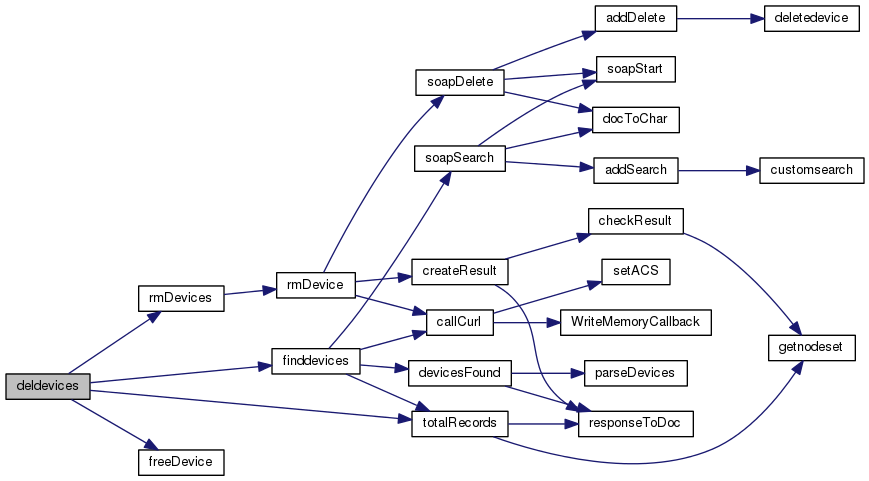 addDelete
deletedevice
soapDelete
soapStart
docToChar
soapSearch
addSearch
customsearch
checkResult
createResult
setACS
rmDevices
rmDevice
callCurl
WriteMemoryCallback
getnodeset
finddevices
devicesFound
parseDevices
deldevices
totalRecords
responseToDoc
freeDevice